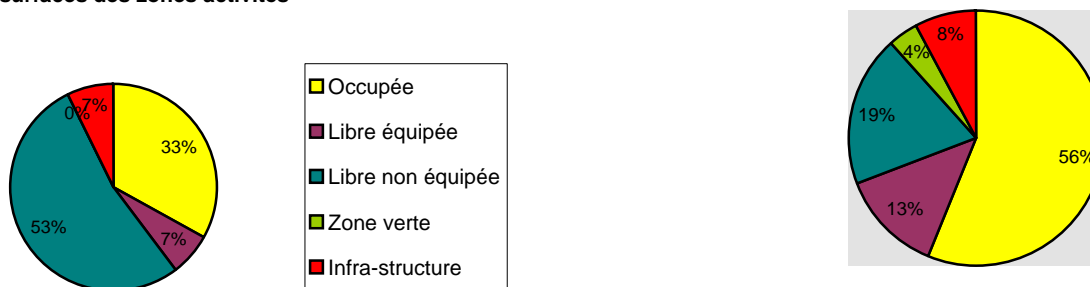 surfaces des zones activités
7%
0%
33%
53%
7%
Occupée
Libre équipée
Libre non équipée
Zone verte
Infra-structure
8%
4%
19%
56%
13%